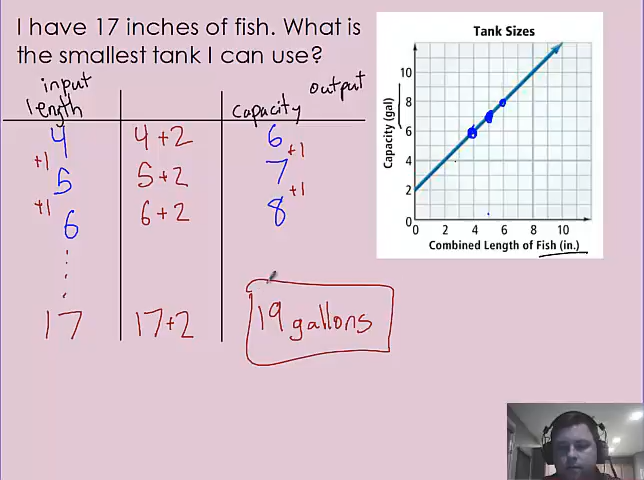 I have 17 inches of fish. What is
the smallest tank I can use?
input
length
output
capacity
4 4+2 6
+1 +1
5 5+2 7
+1 +1
6 6+2 8
17 17+2 19 gallons
Tank Sizes
Capacity (gal)
10
8
6
4
2
0
0 2 4 6 8 10
Combined Length of Fish (in.)